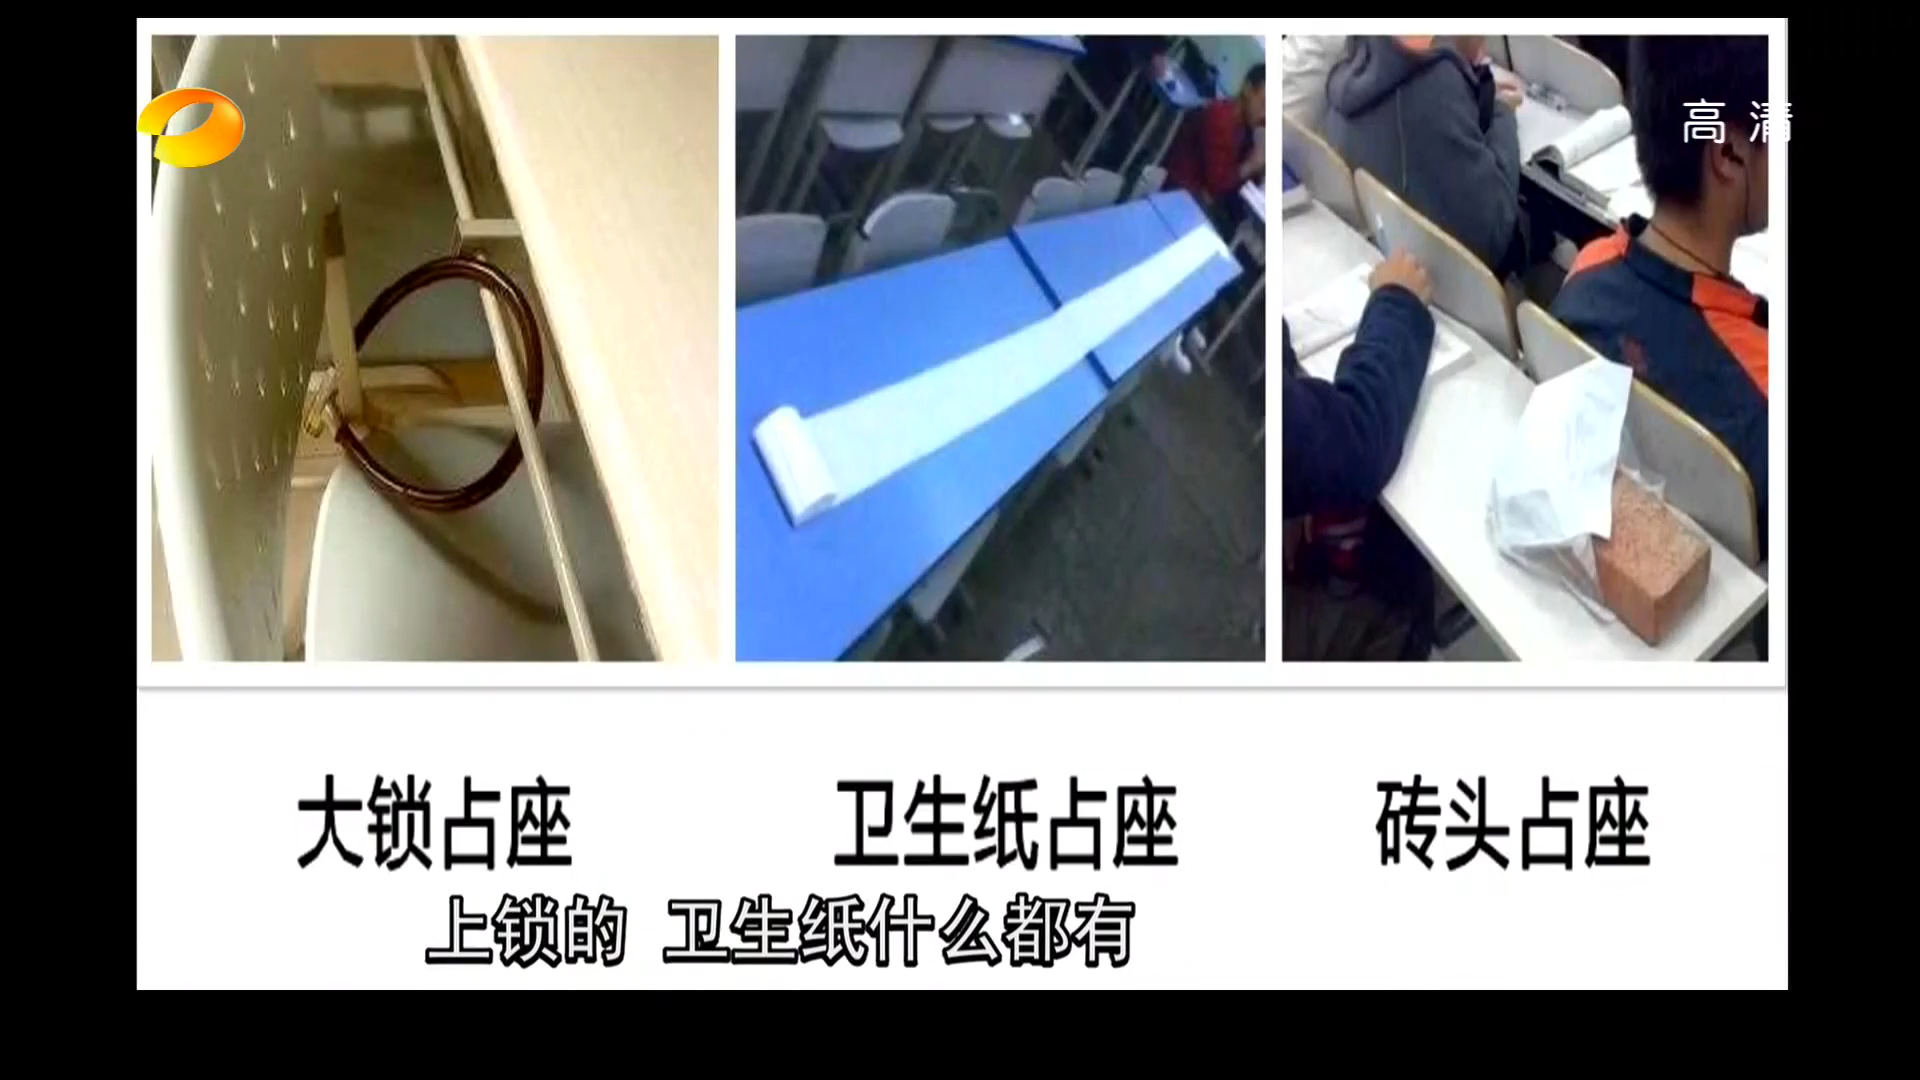 高清
大锁占座
卫生纸占座
砖头占座
上锁的 卫生纸什么都有